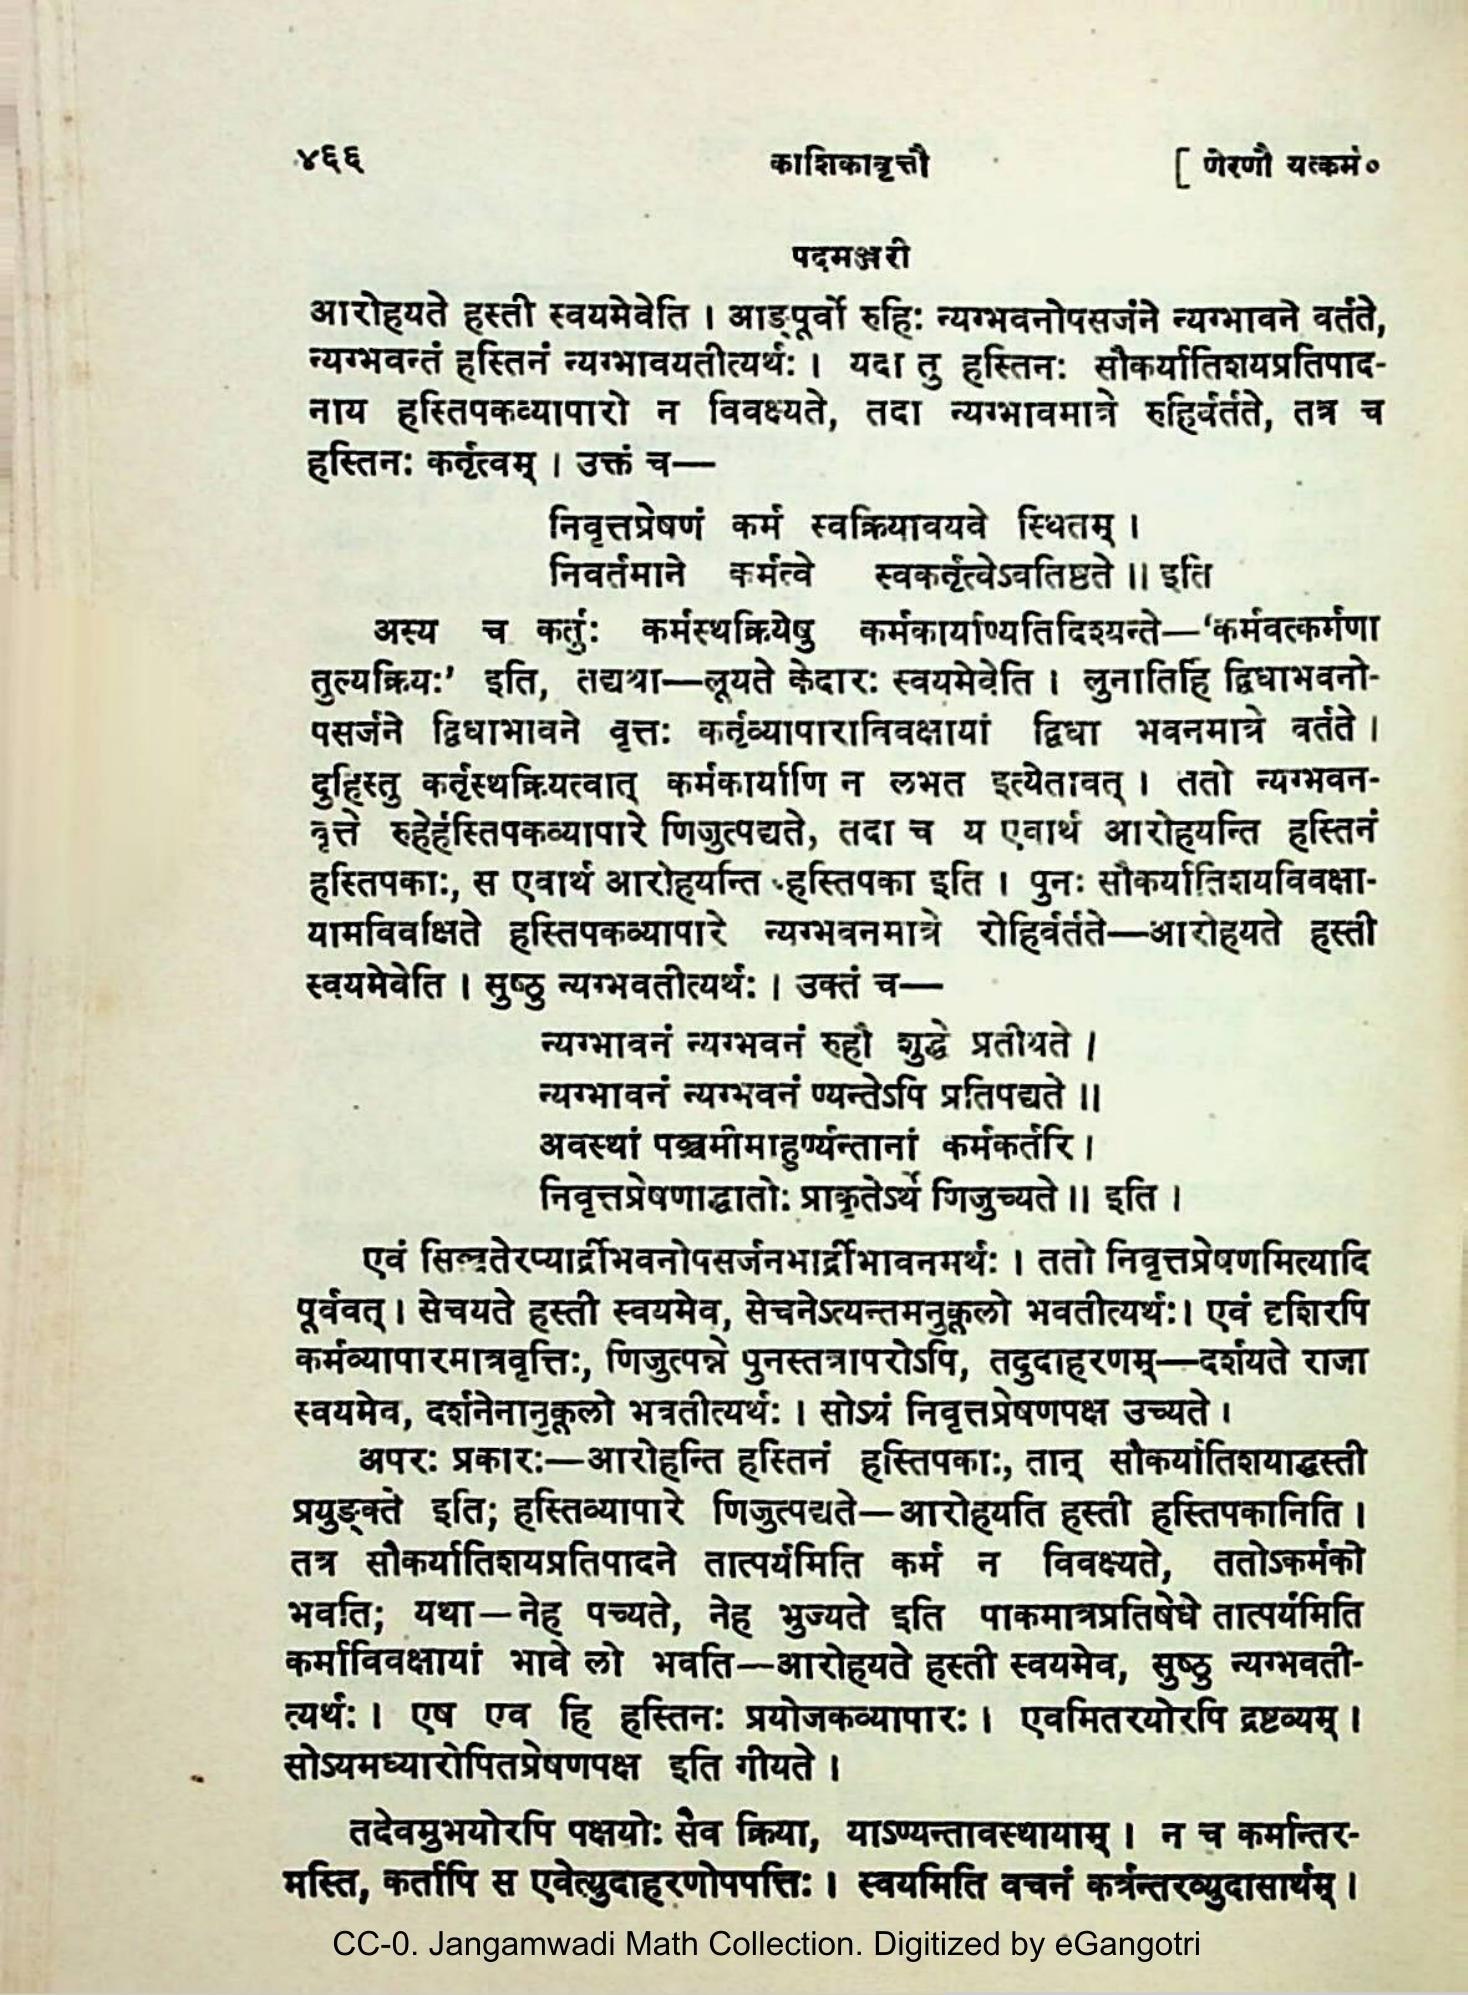 ४६६ काशिकावृत्तौ [ णेरणौ यत्कर्म०
पदमञ्जरी
आरोहयते हस्ती स्वयमेवेति । आङ्पूर्वो रुहिः न्यग्भवनोपसर्जने न्यग्भावने वर्तते,
न्यग्भवन्तं हस्तिनं न्यग्भावयतीत्यर्थः । यदा तु हस्तिनः सौकर्यातिशयप्रतिपाद-
नाय हस्तिपकव्यापारो न विवक्ष्यते, तदा न्यग्भावमात्रे रुहिर्वर्तते, तत्र च
हस्तिनः कर्तृत्वम् । उक्तं च—
निवृत्तप्रेषणं कर्म स्वक्रियावयवे स्थितम् ।
निवर्तमाने कर्मत्वे स्वकर्तृत्वेऽवतिष्ठते ॥ इति
अस्य च कर्तुः कर्मस्थक्रियेषु कर्मकार्याण्यतिदिश्यन्ते—‘कर्मवत्कर्मणा
तुल्यक्रियः’ इति, तद्यथा—लूयते केदारः स्वयमेवेति । लुनातिर्हि द्विधाभवनो-
पसर्जने द्विधाभावने वृत्तः कर्तृव्यापाराविवक्षायां द्विधा भवनमात्रे वर्तते ।
दुहिस्तु कर्तृस्थक्रियत्वात् कर्मकार्याणि न लभत इत्येतावत् । ततो न्यग्भवन-
वृत्ते रुहेर्हस्तिपकव्यापारे णिजुत्पद्यते, तदा च य एवार्थ आरोहयन्ति हस्तिनं
हस्तिपकाः, स एवार्थ आरोहयन्ति हस्तिपका इति । पुनः सौकर्यातिशयविवक्षा-
यामविवक्षिते हस्तिपकव्यापारे न्यग्भवनमात्रे रोहिर्वर्तते—आरोहयते हस्ती
स्वयमेवेति । सुष्ठु न्यग्भवतीत्यर्थः । उक्तं च—
न्यग्भावनं न्यग्भवनं रुहौ शुद्धे प्रतीयते ।
न्यग्भावनं न्यग्भवनं ण्यन्तेऽपि प्रतिपद्यते ॥
अवस्थां पञ्चमीमाहुर्ण्यन्तानां कर्मकर्तरि ।
निवृत्तप्रेषणाद्धातोः प्राकृतेऽर्थे णिजुच्यते ॥ इति ।
एवं सिञ्चतेरप्यार्द्रीभवनोपसर्जनमार्द्रीभावनमर्थः । ततो निवृत्तप्रेषणमित्यादि
पूर्ववत् । सेचयते हस्ती स्वयमेव, सेचनेऽत्यन्तमनुकूलो भवतीत्यर्थः। एवं दृशिरपि
कर्मव्यापारमात्रवृत्तिः, णिजुत्पन्ने पुनस्तत्रापरोऽपि, तदुदाहरणम्—दर्शयते राजा
स्वयमेव, दर्शनेनानुकूलो भवतीत्यर्थः । सोऽयं निवृत्तप्रेषणपक्ष उच्यते ।
अपरः प्रकारः—आरोहन्ति हस्तिनं हस्तिपकाः, तान् सौकर्यातिशयाद्धस्ती
प्रयुङ्क्ते इति; हस्तिव्यापारे णिजुत्पद्यते—आरोहयति हस्ती हस्तिपकानिति ।
तत्र सौकर्यातिशयप्रतिपादने तात्पर्यमिति कर्म न विवक्ष्यते, ततोऽकर्मको
भवति; यथा—नेह पच्यते, नेह भुज्यते इति पाकमात्रप्रतिषेधे तात्पर्यमिति
कर्माविवक्षायां भावे लो भवति—आरोहयते हस्ती स्वयमेव, सुष्ठु न्यग्भवती-
त्यर्थः । एष एव हि हस्तिनः प्रयोजकव्यापारः । एवमितरयोरपि द्रष्टव्यम् ।
सोऽयमध्यारोपितप्रेषणपक्ष इति गीयते ।
तदेवमुभयोरपि पक्षयोः सैव क्रिया, याऽण्यन्तावस्थायाम् । न च कर्मान्तर-
मस्ति, कर्तापि स एवेत्युदाहरणोपपत्तिः । स्वयमिति वचनं कर्त्रन्तरव्युदासार्थम् ।
CC-0. Jangamwadi Math Collection. Digitized by eGangotri